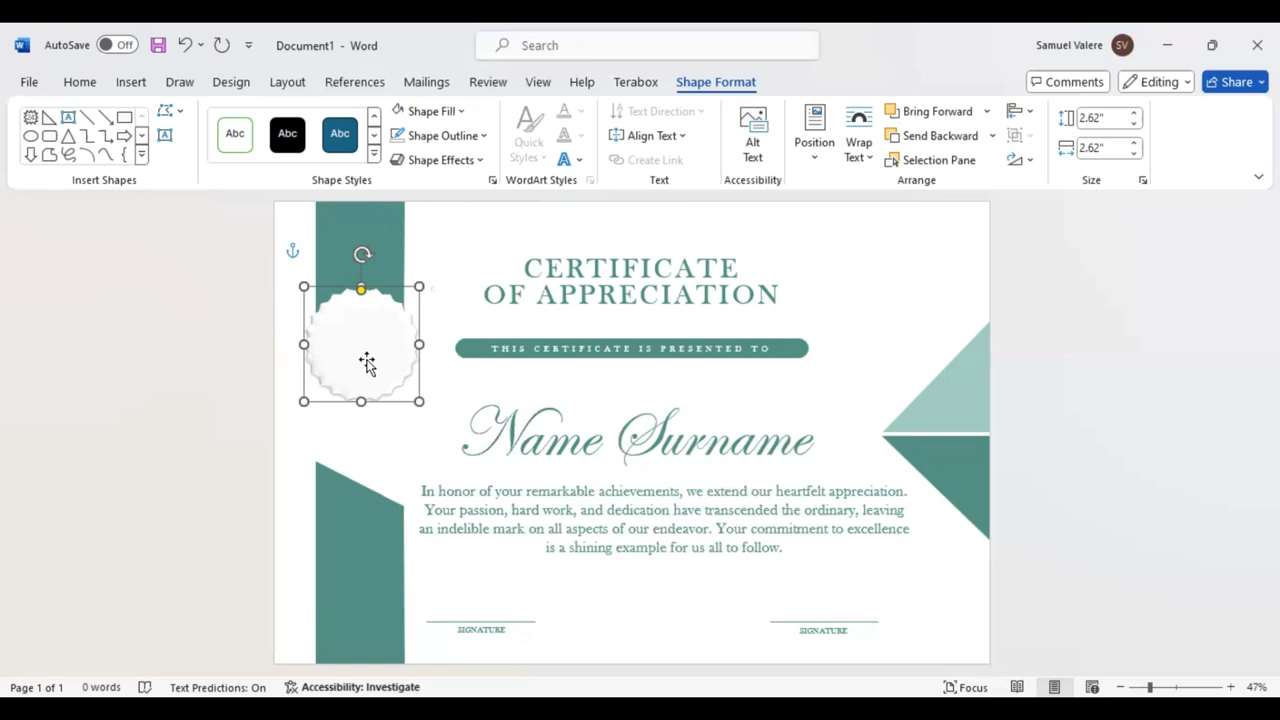 AutoSave Off Document1 - Word Search Samuel Valere SV
File Home Insert Draw Design Layout References Mailings Review View Help Terabox Shape Format Comments Editing Share
Abc Abc Abc
Shape Fill
Shape Outline
Shape Effects
Quick Styles
A
A
A
Text Direction
Align Text
Create Link
Alt Text
Position
Wrap Text
Bring Forward
Send Backward
Selection Pane
2.62"
2.62"
Insert Shapes Shape Styles WordArt Styles Text Accessibility Arrange Size
CERTIFICATE
OF APPRECIATION
THIS CERTIFICATE IS PRESENTED TO
Name Surname
In honor of your remarkable achievements, we extend our heartfelt appreciation.
Your passion, hard work, and dedication have transcended the ordinary, leaving
an indelible mark on all aspects of our endeavor. Your commitment to excellence
is a shining example for us all to follow.
SIGNATURE SIGNATURE
Page 1 of 1 0 words Text Predictions: On Accessibility: Investigate Focus 47%